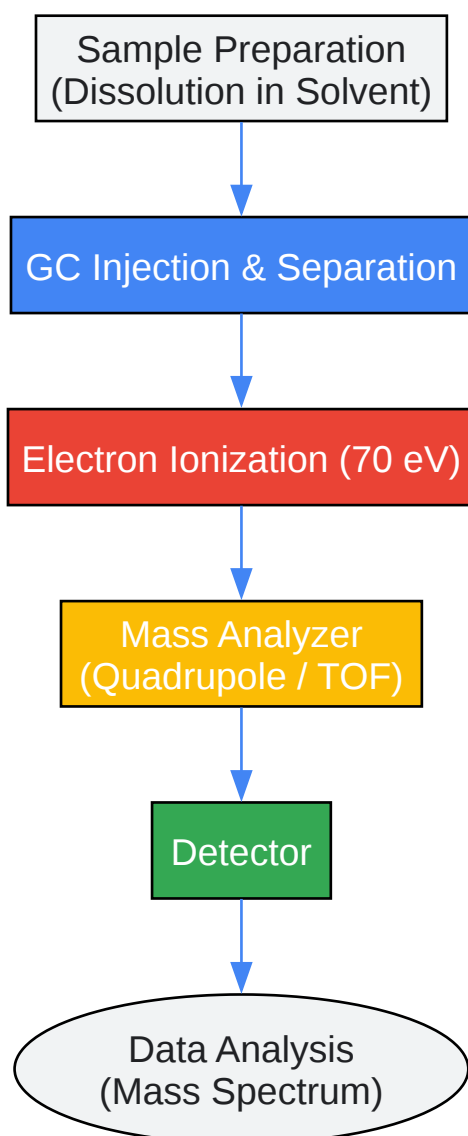 Sample Preparation
(Dissolution in Solvent)
GC Injection & Separation
Electron Ionization (70 eV)
Mass Analyzer
(Quadrupole / TOF)
Detector
Data Analysis
(Mass Spectrum)